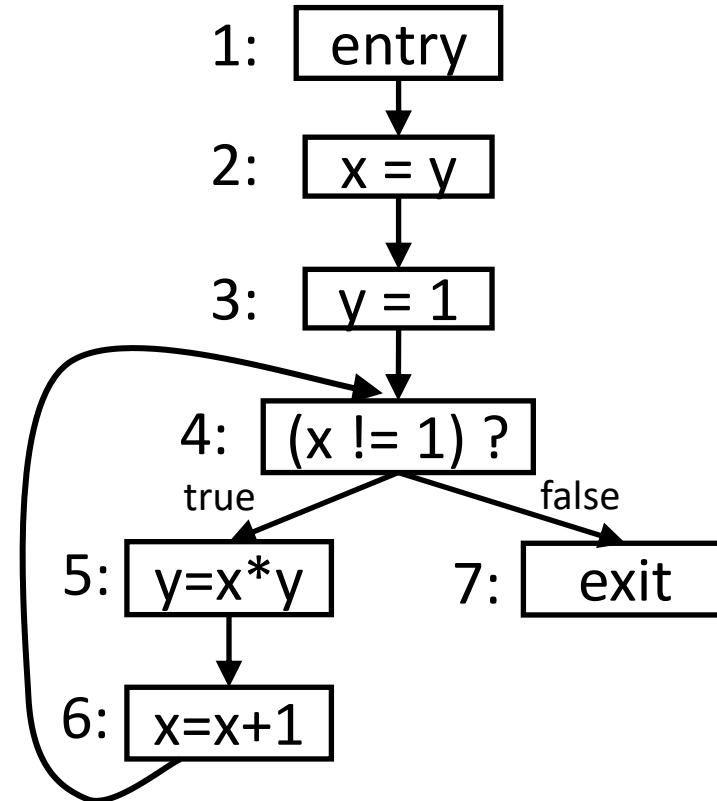 1: entry
2: x = y
3: y = 1
4: (x != 1) ?
true false
5: y=x*y 7: exit
6: x=x+1